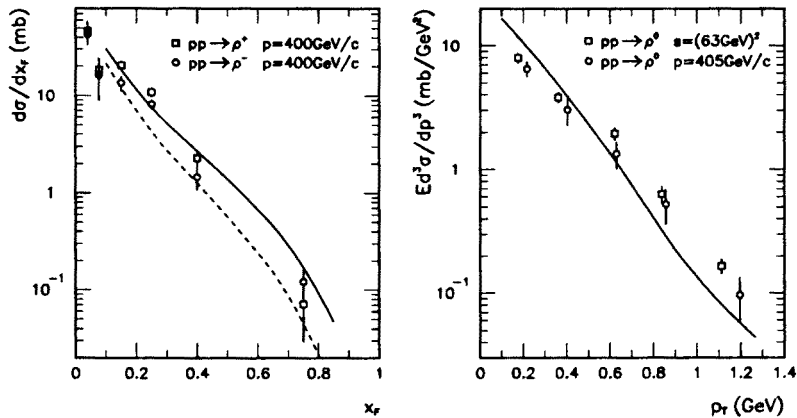 dσ/dx_F (mb)
□ pp→ρ⁺ p=400GeV/c
○ pp→ρ⁻ p=400GeV/c
10
1
10⁻¹
0 0.2 0.4 0.6 0.8 1
x_F
Ed³σ/dp³ (mb/GeV²)
□ pp→ρ⁰ s=(63GeV)²
○ pp→ρ⁰ p=405GeV/c
10
1
10⁻¹
0 0.2 0.4 0.6 0.8 1 1.2 1.4
p_T (GeV)